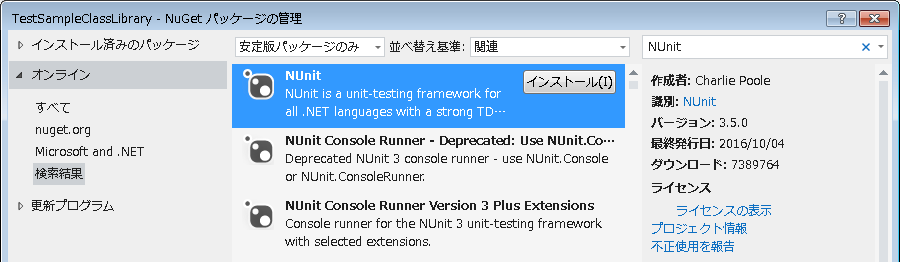 TestSampleClassLibrary - NuGet パッケージの管理
インストール済みのパッケージ
オンライン
すべて
nuget.org
Microsoft and .NET
検索結果
更新プログラム
安定版パッケージのみ 並べ替え基準: 関連
NUnit インストール(I)
NUnit is a unit-testing framework for
all .NET languages with a strong TD…
NUnit Console Runner - Deprecated: Use NUnit.Co…
Deprecated NUnit 3 console runner - use NUnit.Console
or NUnit.ConsoleRunner.
NUnit Console Runner Version 3 Plus Extensions
Console runner for the NUnit 3 unit-testing framework
with selected extensions.
NUnit
作成者: Charlie Poole
識別: NUnit
バージョン: 3.5.0
最終発行日: 2016/10/04
ダウンロード: 7389764
ライセンス
ライセンスの表示
プロジェクト情報
不正使用を報告